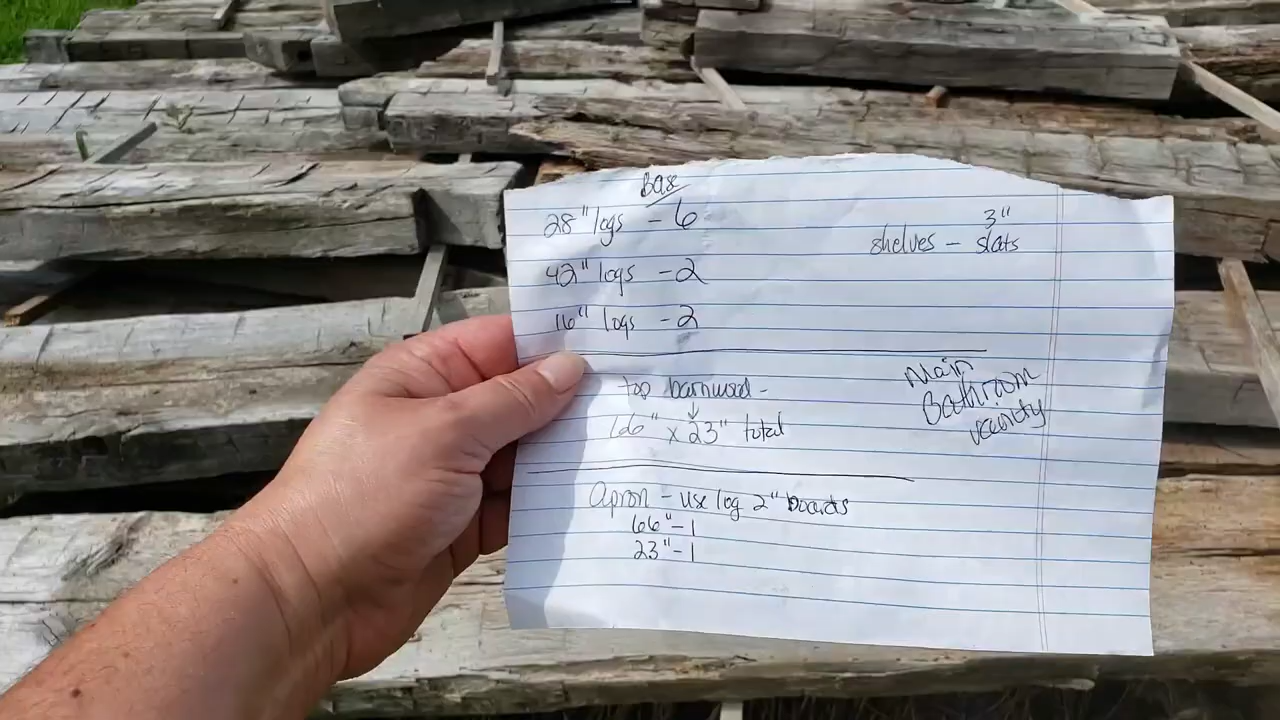 Base
28" logs - 6
3"
shelves - slats
42" logs - 2
16" logs - 2
Main
Bathroom
vanity
top barnwood -
66" x 23" total
Apron - use log 2" boards
66" - 1
23" - 1